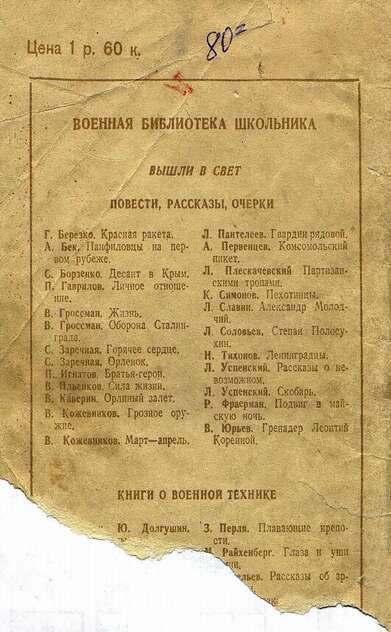 Цена 1 р. 60 к.
80=
ВОЕННАЯ БИБЛИОТЕКА ШКОЛЬНИКА
ВЫШЛИ В СВЕТ
ПОВЕСТИ, РАССКАЗЫ, ОЧЕРКИ
Г. Березко. Красная ракета.
А. Бек. Панфиловцы на пер-
вом рубеже.
С. Борзенко. Десант в Крым.
П. Гаврилов. Личное отноше-
ние.
В. Гроссман. Жизнь.
В. Гроссман. Оборона Сталин-
града.
С. Заречная. Горячее сердце.
С. Заречная. Орленок.
П. Игнатов. Братья-герои.
В. Ильенков. Сила жизни.
В. Каверин. Орлиный залет.
В. Кожевников. Грозное ору-
жие.
В. Кожевников. Март—апрель.
Л. Пантелеев. Гвардии рядовой.
А. Первенцев. Комсомольский
пикет.
Л. Плескачевский. Партизан-
скими тропами.
К. Симонов. Пехотинцы.
Л. Славин. Александр Молод-
чий.
Л. Соловьев. Степан Полосу-
хин.
Н. Тихонов. Ленинградцы.
Л. Успенский. Рассказы о не-
возможном.
Л. Успенский. Скобарь.
Р. Фраерман. Подвиг в май-
скую ночь.
В. Юрьев. Гренадер Леонтий
Коренной.
КНИГИ О ВОЕННОЙ ТЕХНИКЕ
Ю. Долгушин.
З. Перля. Плавающие крепо-
сти.
М. Райхенберг. Глаза и уши
Рассказы об ар-